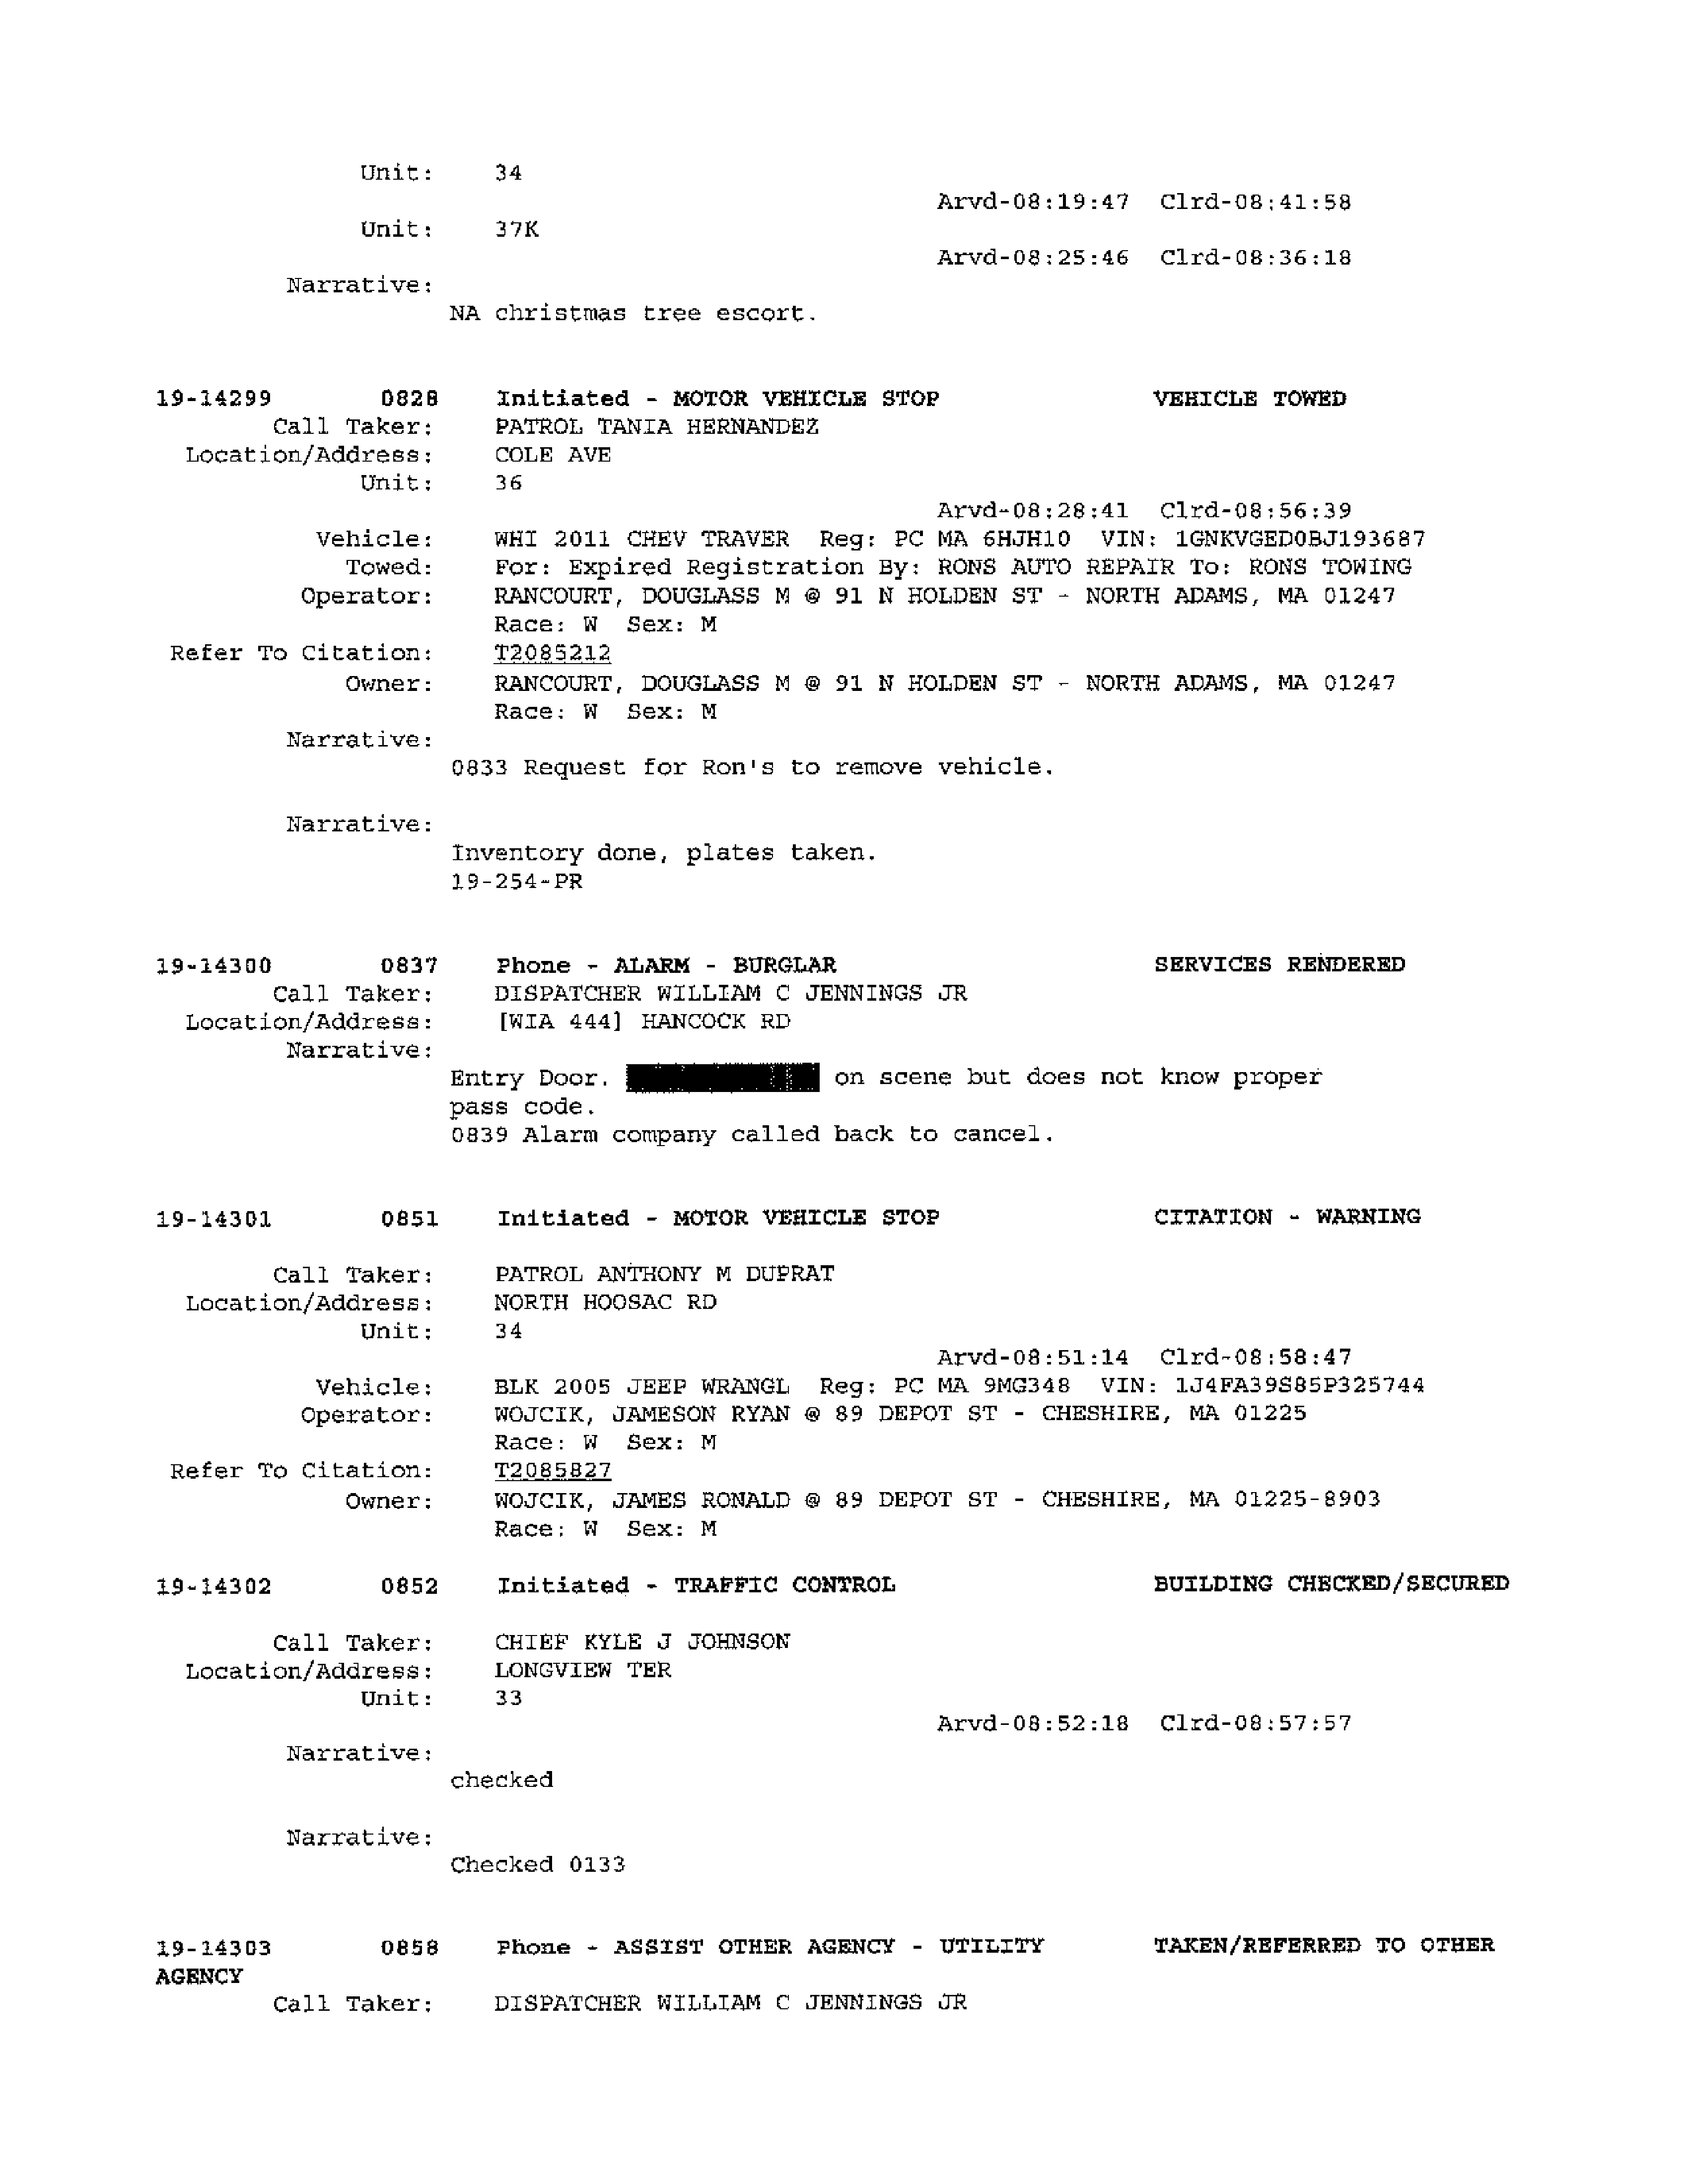 Unit: 34
Arvd-08:19:47 Clrd-08:41:58
Unit: 37K
Arvd-08:25:46 Clrd-08:36:18
Narrative:
NA christmas tree escort.
19-14299 0828 Initiated - MOTOR VEHICLE STOP VEHICLE TOWED
Call Taker: PATROL TANIA HERNANDEZ
Location/Address: COLE AVE
Unit: 36
Arvd-08:28:41 Clrd-08:56:39
Vehicle: WHI 2011 CHEV TRAVER Reg: PC MA 6HJH10 VIN: 1GNKVGED0BJ193687
Towed: For: Expired Registration By: RONS AUTO REPAIR To: RONS TOWING
Operator: RANCOURT, DOUGLASS M @ 91 N HOLDEN ST - NORTH ADAMS, MA 01247
Race: W Sex: M
Refer To Citation: T2085212
Owner: RANCOURT, DOUGLASS M @ 91 N HOLDEN ST - NORTH ADAMS, MA 01247
Race: W Sex: M
Narrative:
0833 Request for Ron's to remove vehicle.
Narrative:
Inventory done, plates taken.
19-254-PR
19-14300 0837 Phone - ALARM - BURGLAR SERVICES RENDERED
Call Taker: DISPATCHER WILLIAM C JENNINGS JR
Location/Address: [WIA 444] HANCOCK RD
Narrative:
Entry Door. on scene but does not know proper
pass code.
0839 Alarm company called back to cancel.
19-14301 0851 Initiated - MOTOR VEHICLE STOP CITATION - WARNING
Call Taker: PATROL ANTHONY M DUPRAT
Location/Address: NORTH HOOSAC RD
Unit: 34
Arvd-08:51:14 Clrd-08:58:47
Vehicle: BLK 2005 JEEP WRANGL Reg: PC MA 9MG348 VIN: 1J4FA39S85P325744
Operator: WOJCIK, JAMESON RYAN @ 89 DEPOT ST - CHESHIRE, MA 01225
Race: W Sex: M
Refer To Citation: T2085827
Owner: WOJCIK, JAMES RONALD @ 89 DEPOT ST - CHESHIRE, MA 01225-8903
Race: W Sex: M
19-14302 0852 Initiated - TRAFFIC CONTROL BUILDING CHECKED/SECURED
Call Taker: CHIEF KYLE J JOHNSON
Location/Address: LONGVIEW TER
Unit: 33
Arvd-08:52:18 Clrd-08:57:57
Narrative:
checked
Narrative:
Checked 0133
19-14303 0858 Phone - ASSIST OTHER AGENCY - UTILITY TAKEN/REFERRED TO OTHER
AGENCY
Call Taker: DISPATCHER WILLIAM C JENNINGS JR